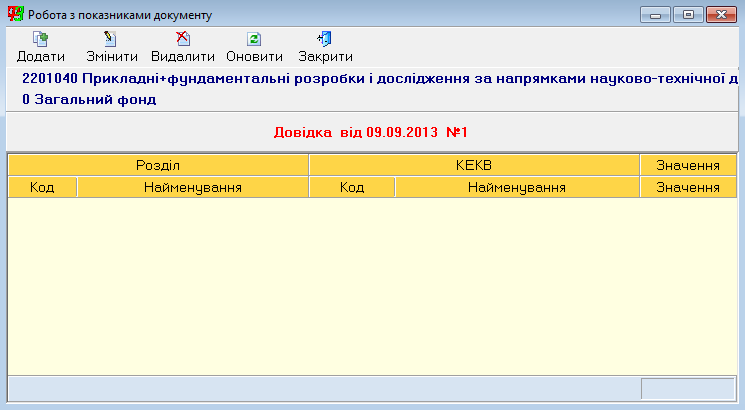 Робота з показниками документу
Додати Змінити Видалити Оновити Закрити
2201040 Прикладні+фундаментальні розробки і дослідження за напрямками науково-технічної д
0 Загальний фонд
Довідка від 09.09.2013 №1
Розділ КЕКВ Значення
Код Найменування Код Найменування Значення